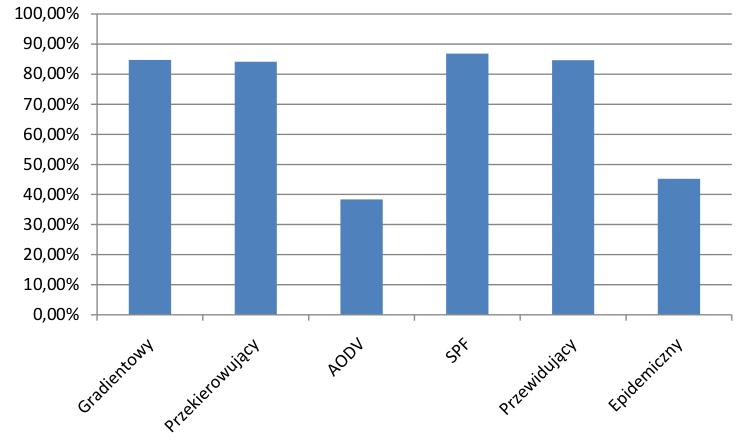 100,00%
90,00%
80,00%
70,00%
60,00%
50,00%
40,00%
30,00%
20,00%
10,00%
0,00%
Gradientowy
Przekierowujący
AODV
SPF
Przewidujący
Epidemiczny